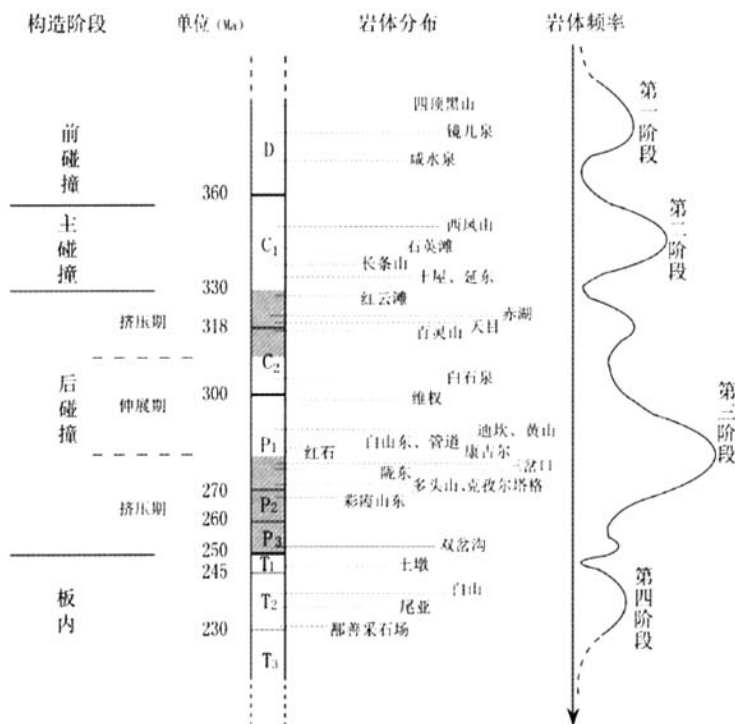 构造阶段 单位 (Ma) 岩体分布 岩体频率
四顶黑山
第一阶段
镜儿泉
D
咸水泉
前碰撞
360
西凤山
第二阶段
主碰撞
C1
石英滩
长条山
土屋、延东
330
红云滩
赤湖
挤压期
318
天目
百灵山
C2
白石泉
300
维权
后碰撞
伸展期
第三阶段
迪坎、黄山
P1
白山东、管道
红石
康古尔
三岔口
陇东
270
多头山、克孜尔塔格
P2
彩霞山东
挤压期
260
P3
双岔沟
250
T1
土墩
245
第四阶段
白山
板内
T2
尾亚
230
鄯善采石场
T3